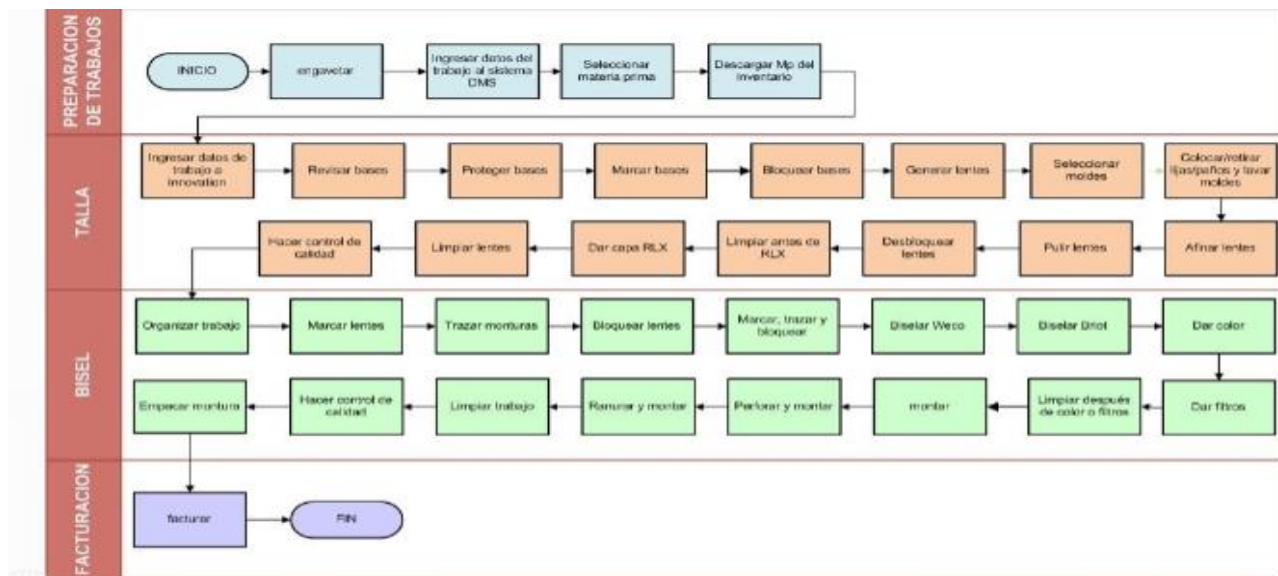 PREPARACION
DE TRABAJOS
INICIO
engavetar
Ingresar datos del
trabajo al sistema
DMS
Seleccionar
materia prima
Descargar Mp del
Inventario
TALLA
Ingresar datos de
trabajo a
innovation
Revisar bases
Proteger bases
Marcar bases
Bloquear bases
Generar lentes
Seleccionar
moldes
Colocar/retirar
lijas/paños y lavar
moldes
Hacer control de
calidad
Limpiar lentes
Dar capa RLX
Limpiar antes de
RLX
Desbloquear
lentes
Pulir lentes
Afinar lentes
BISEL
Organizar trabajo
Marcar lentes
Trazar monturas
Bloquear lentes
Marcar, trazar y
bloquear
Biselar Weco
Biselar Briot
Dar color
Empacar montura
Hacer control de
calidad
Limpiar trabajo
Ranurar y montar
Perforar y montar
montar
Limpiar después
de color o filtros
Dar filtros
FACTURACION
facturar
FIN